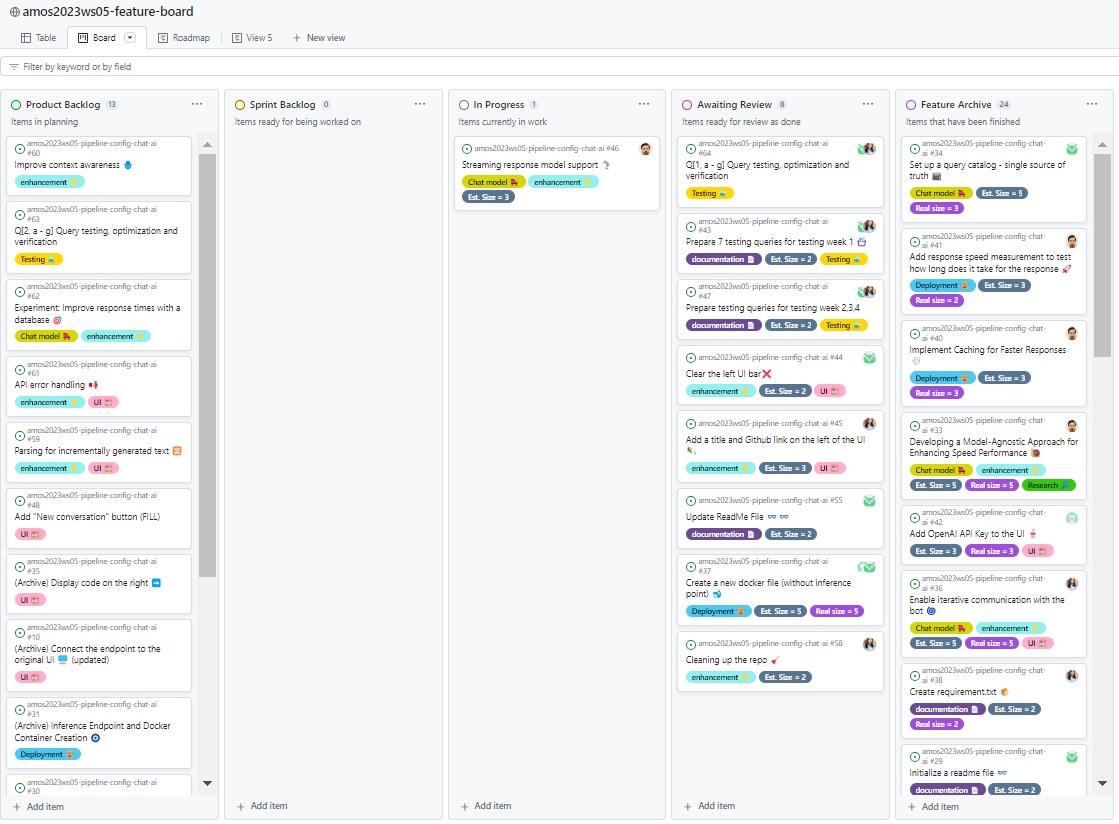 amos2023ws05-feature-board
Table
Board
Roadmap
View 5
New view
Filter by keyword or by field
Product Backlog 13
Items in planning
amos2023ws05-pipeline-config-chat-ai
#60
Improve context awareness
enhancement
amos2023ws05-pipeline-config-chat-ai
#63
Q[2, a - g] Query testing, optimization and
verification
Testing
amos2023ws05-pipeline-config-chat-ai
#62
Experiment: Improve response times with a
database
Chat model enhancement
amos2023ws05-pipeline-config-chat-ai
#61
API error handling
enhancement UI
amos2023ws05-pipeline-config-chat-ai
#59
Parsing for incrementally generated text
enhancement UI
amos2023ws05-pipeline-config-chat-ai
#48
Add "New conversation" button (FILL)
UI
amos2023ws05-pipeline-config-chat-ai
#35
(Archive) Display code on the right
UI
amos2023ws05-pipeline-config-chat-ai
#10
(Archive) Connect the endpoint to the
original UI (updated)
UI
amos2023ws05-pipeline-config-chat-ai
#31
(Archive) Inference Endpoint and Docker
Container Creation
Deployment
amos2023ws05-pipeline-config-chat-ai
#30
Add item
Sprint Backlog 0
Items ready for being worked on
Add item
In Progress 1
Items currently in work
amos2023ws05-pipeline-config-chat-ai #46
Streaming response model support
Chat model enhancement
Est. Size = 3
Add item
Awaiting Review 8
Items ready for review as done
amos2023ws05-pipeline-config-chat-ai
#64
Q[1, a - g] Query testing, optimization and
verification
Testing
amos2023ws05-pipeline-config-chat-ai
#43
Prepare 7 testing queries for testing week 1
documentation Est. Size = 2 Testing
amos2023ws05-pipeline-config-chat-ai
#47
Prepare testing queries for testing week 2,3,4
documentation Est. Size = 2 Testing
amos2023ws05-pipeline-config-chat-ai #44
Clear the left UI bar
enhancement Est. Size = 2 UI
amos2023ws05-pipeline-config-chat-ai #45
Add a title and Github link on the left of the UI
enhancement Est. Size = 3 UI
amos2023ws05-pipeline-config-chat-ai #55
Update ReadMe File
documentation Est. Size = 2
amos2023ws05-pipeline-config-chat-ai
#37
Create a new docker file (without inference
point)
Deployment Est. Size = 5 Real size = 5
amos2023ws05-pipeline-config-chat-ai #58
Cleaning up the repo
enhancement Est. Size = 2
Add item
Feature Archive 24
Items that have been finished
amos2023ws05-pipeline-config-chat-
ai #34
Set up a query catalog - single source of
truth
Chat model Est. Size = 5
Real size = 3
amos2023ws05-pipeline-config-chat-
ai #41
Add response speed measurement to test
how long does it take for the response
Deployment Est. Size = 3
Real size = 2
amos2023ws05-pipeline-config-chat-
ai #40
Implement Caching for Faster Responses
Deployment Est. Size = 3
Real size = 3
amos2023ws05-pipeline-config-chat-
ai #33
Developing a Model-Agnostic Approach for
Enhancing Speed Performance
Chat model enhancement
Est. Size = 5 Real size = 5 Research
amos2023ws05-pipeline-config-chat-
ai #42
Add OpenAI API Key to the UI
Est. Size = 3 Real size = 3 UI
amos2023ws05-pipeline-config-chat-
ai #36
Enable iterative communication with the
bot
Chat model enhancement
Est. Size = 5 Real size = 5 UI
amos2023ws05-pipeline-config-chat-
ai #38
Create requirement.txt
documentation Est. Size = 2
Real size = 2
amos2023ws05-pipeline-config-chat-
ai #29
Initialize a readme file
documentation Est. Size = 2
Add item